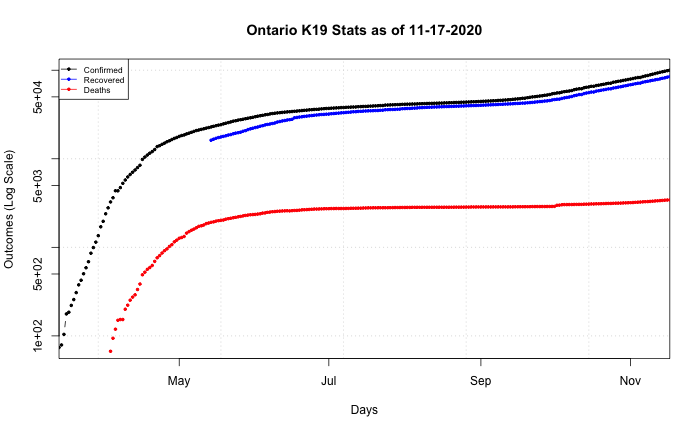 Ontario K19 Stats as of 11-17-2020
Confirmed
Recovered
Deaths
Outcomes (Log Scale)
5e+04
5e+03
5e+02
1e+02
May Jul Sep Nov
Days